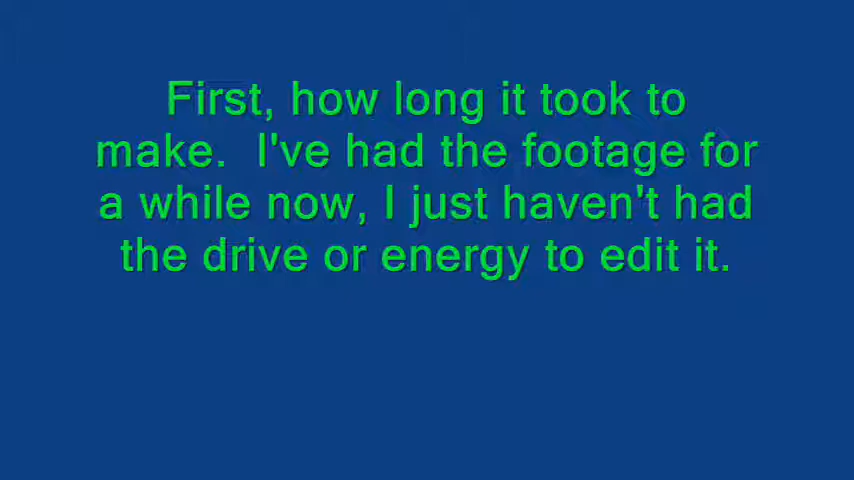 First, how long it took to
make.  I've had the footage for
a while now, I just haven't had
the drive or energy to edit it.